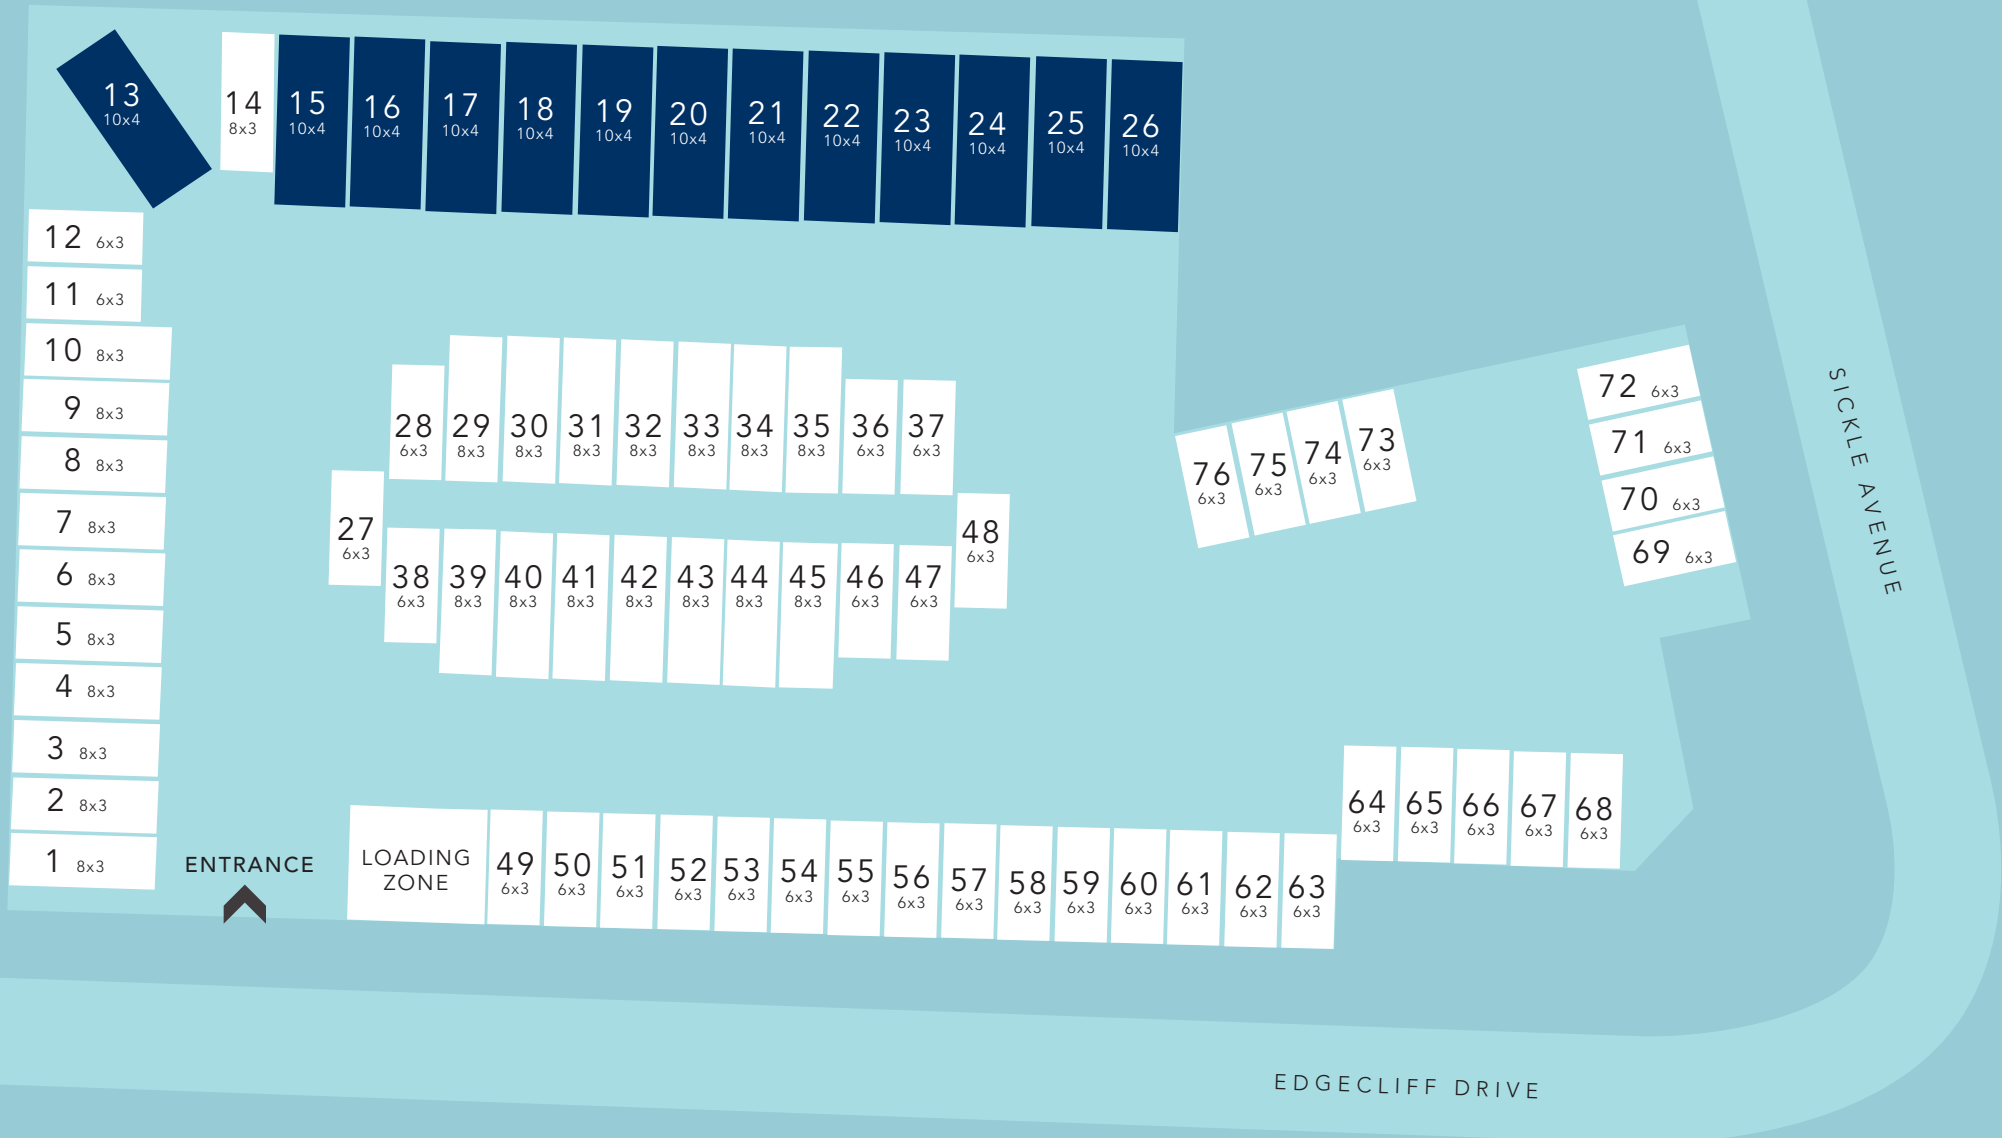 13
10x4
14
8x3
15
10x4
16
10x4
17
10x4
18
10x4
19
10x4
20
10x4
21
10x4
22
10x4
23
10x4
24
10x4
25
10x4
26
10x4
12 6x3
11 6x3
10 8x3
9 8x3
8 8x3
7 8x3
6 8x3
5 8x3
4 8x3
3 8x3
2 8x3
1 8x3
28
6x3
29
8x3
30
8x3
31
8x3
32
8x3
33
8x3
34
8x3
35
8x3
36
6x3
37
6x3
27
6x3
38
6x3
39
8x3
40
8x3
41
8x3
42
8x3
43
8x3
44
8x3
45
8x3
46
6x3
47
6x3
48
6x3
76
6x3
75
6x3
74
6x3
73
6x3
72 6x3
71 6x3
70 6x3
69 6x3
SICKLE AVENUE
ENTRANCE
LOADING
ZONE
49
6x3
50
6x3
51
6x3
52
6x3
53
6x3
54
6x3
55
6x3
56
6x3
57
6x3
58
6x3
59
6x3
60
6x3
61
6x3
62
6x3
63
6x3
64
6x3
65
6x3
66
6x3
67
6x3
68
6x3
EDGECLIFF DRIVE